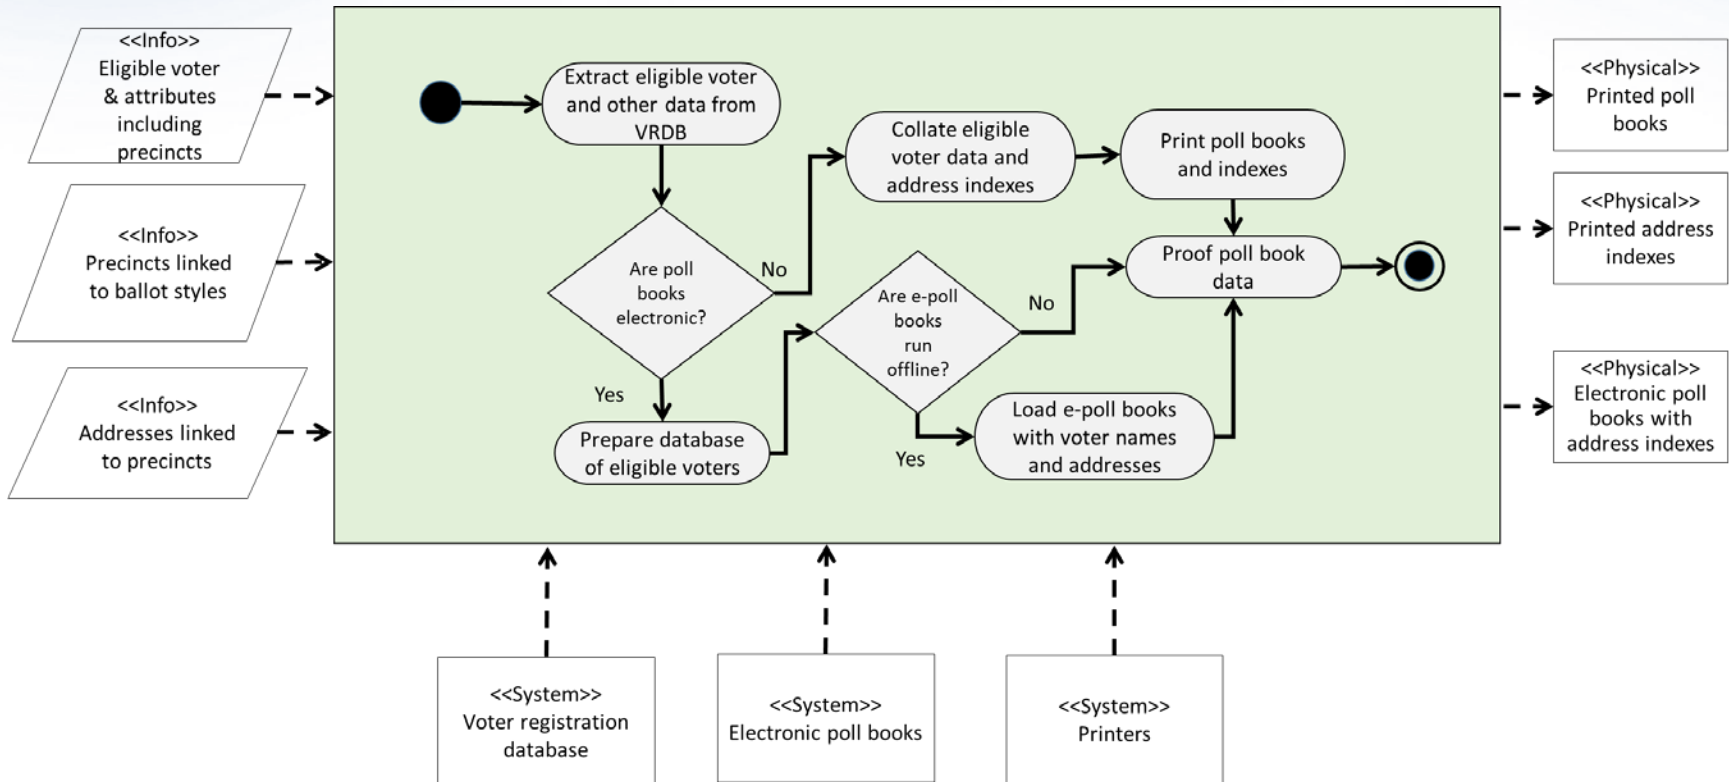 <<Info>>
Eligible voter
& attributes
including
precincts
<<Info>>
Precincts linked
to ballot styles
<<Info>>
Addresses linked
to precincts
Extract eligible voter
and other data from
VRDB
Are poll
books
electronic?
No
Yes
Collate eligible
voter data and
address indexes
Print poll books
and indexes
Prepare database
of eligible voters
Are e-poll
books
run
offline?
No
Yes
Load e-poll books
with voter names
and addresses
Proof poll book
data
<<Physical>>
Printed poll
books
<<Physical>>
Printed address
indexes
<<Physical>>
Electronic poll
books with
address indexes
<<System>>
Voter registration
database
<<System>>
Electronic poll books
<<System>>
Printers